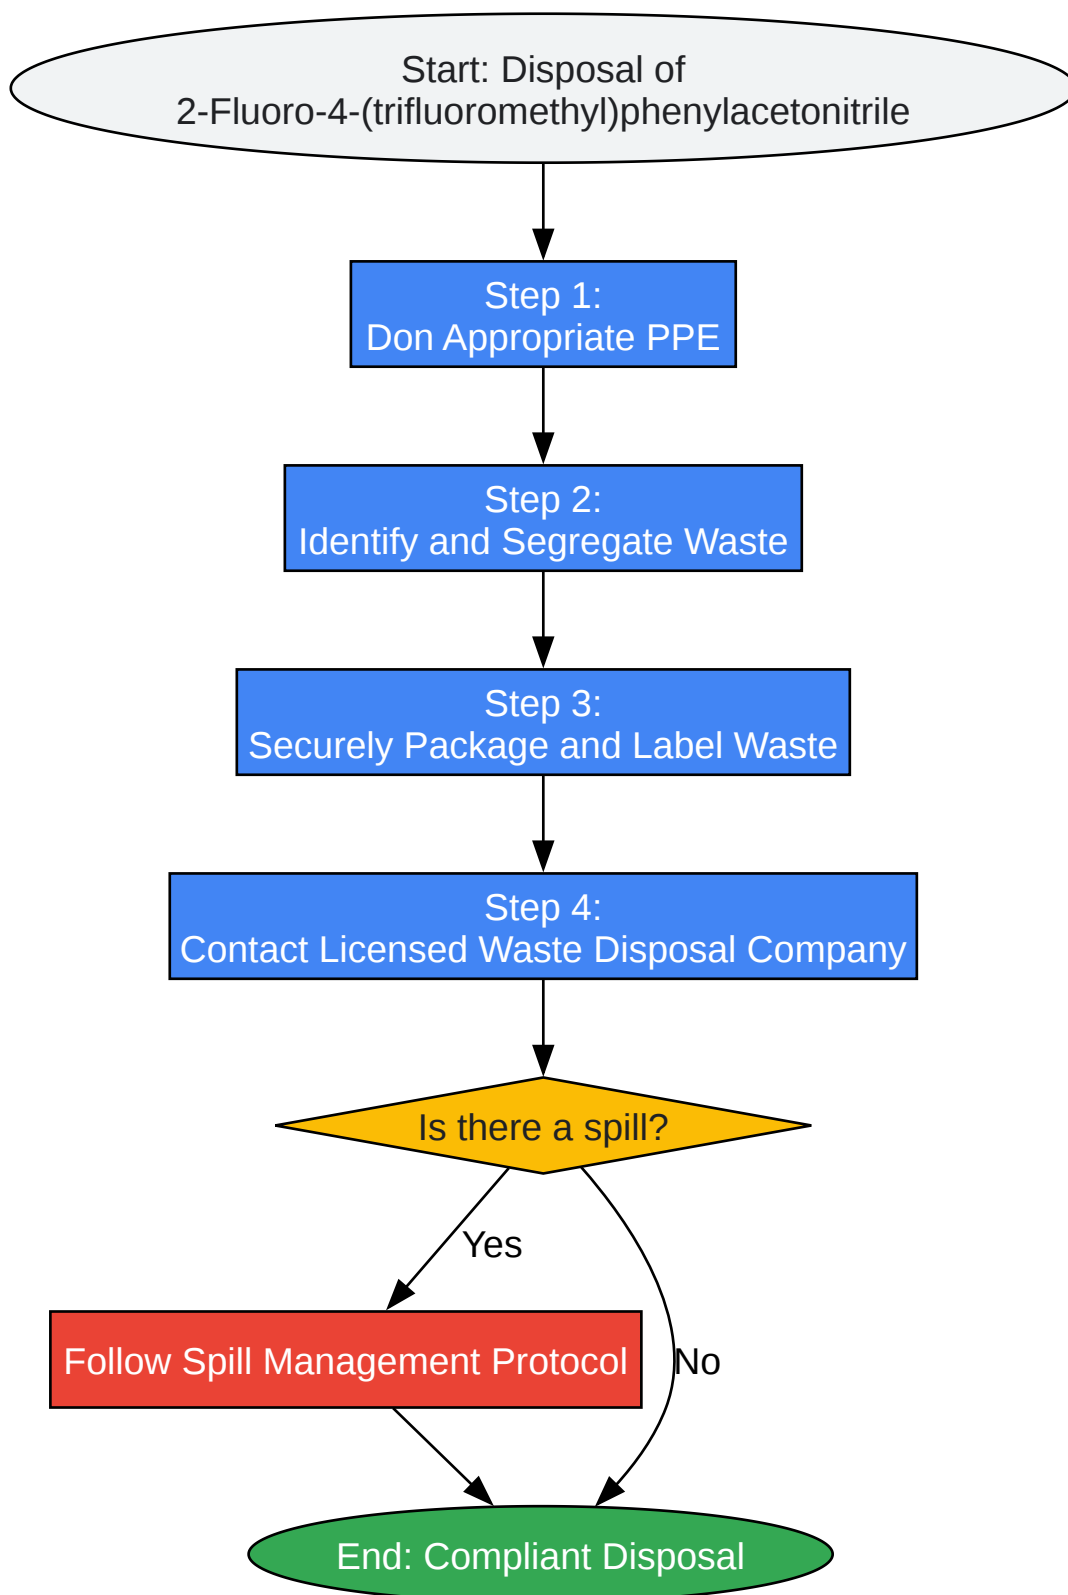 Start: Disposal of
2-Fluoro-4-(trifluoromethyl)phenylacetonitrile
Step 1:
Don Appropriate PPE
Step 2:
Identify and Segregate Waste
Step 3:
Securely Package and Label Waste
Step 4:
Contact Licensed Waste Disposal Company
Is there a spill?
Yes
Follow Spill Management Protocol
No
End: Compliant Disposal